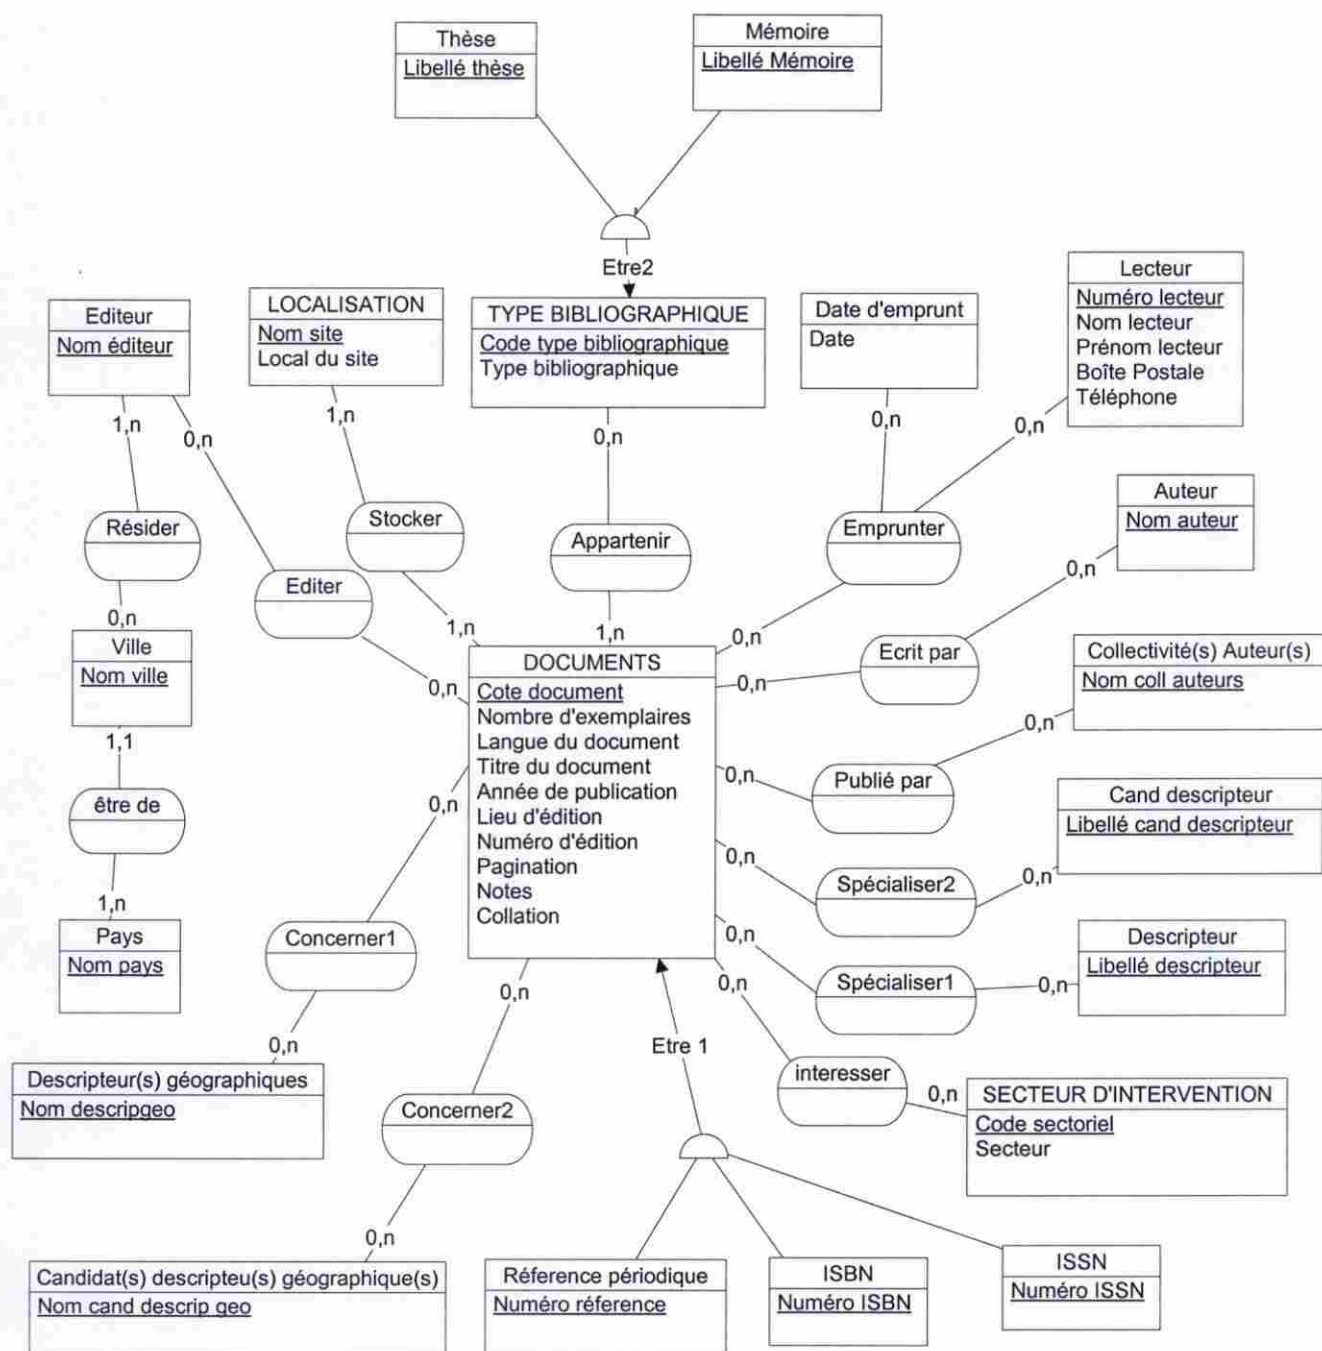 Thèse
Libellé thèse
Mémoire
Libellé Mémoire
Etre2
Editeur
Nom éditeur
LOCALISATION
Nom site
Local du site
TYPE BIBLIOGRAPHIQUE
Code type bibliographique
Type bibliographique
Date d'emprunt
Date
Lecteur
Numéro lecteur
Nom lecteur
Prénom lecteur
Boîte Postale
Téléphone
1,n
0,n
1,n
0,n
0,n
0,n
Résider
Stocker
Appartenir
Emprunter
Auteur
Nom auteur
Editer
0,n
0,n
1,n
1,n
0,n
Ville
Nom ville
Ecrit par
0,n
0,n
DOCUMENTS
Cote document
Nombre d'exemplaires
Langue du document
Titre du document
Année de publication
Lieu d'édition
Numéro d'édition
Pagination
Notes
Collation
Collectivité(s) Auteur(s)
Nom coll auteurs
0,n
1,1
être de
0,n
0,n
Publié par
Cand descripteur
Libellé cand descripteur
0,n
Spécialiser2
0,n
1,n
Pays
Nom pays
Concerner1
0,n
Spécialiser1
0,n
Descripteur
Libellé descripteur
0,n
0,n
Etre 1
0,n
interesser
0,n
SECTEUR D'INTERVENTION
Code sectoriel
Secteur
Descripteur(s) géographiques
Nom descripgeo
Concerner2
0,n
Candidat(s) descripteu(s) géographique(s)
Nom cand descrip geo
Réference périodique
Numéro réference
ISBN
Numéro ISBN
ISSN
Numéro ISSN